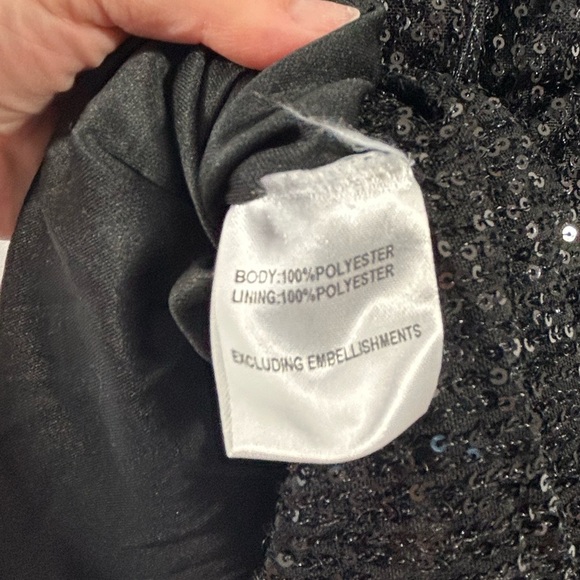 BODY:100%POLYESTER
LINING:100%POLYESTER
EXCLUDING EMBELLISHMENTS